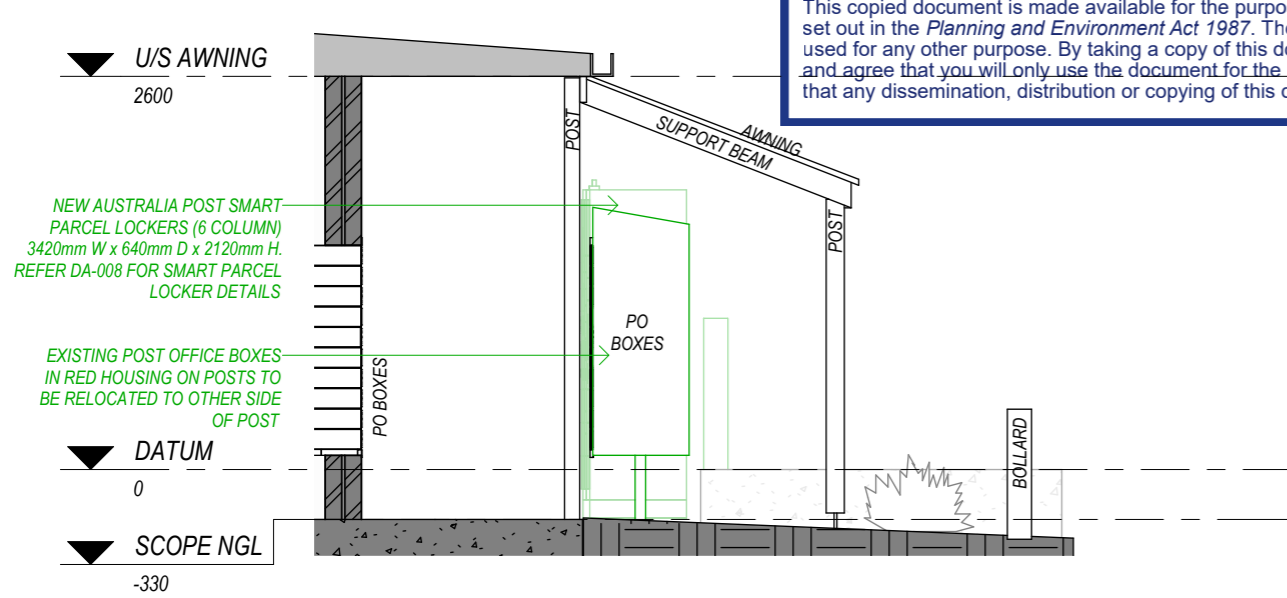 This copied document is made available for the purpo
set out in the Planning and Environment Act 1987. The
used for any other purpose. By taking a copy of this do
and agree that you will only use the document for the
that any dissemination, distribution or copying of this d
U/S AWNING
2600
POST
SUPPORT BEAM
AWNING
POST
NEW AUSTRALIA POST SMART
PARCEL LOCKERS (6 COLUMN)
3420mm W x 640mm D x 2120mm H.
REFER DA-008 FOR SMART PARCEL
LOCKER DETAILS
PO
BOXES
EXISTING POST OFFICE BOXES
IN RED HOUSING ON POSTS TO
BE RELOCATED TO OTHER SIDE
OF POST
PO BOXES
BOLLARD
DATUM
0
SCOPE NGL
-330